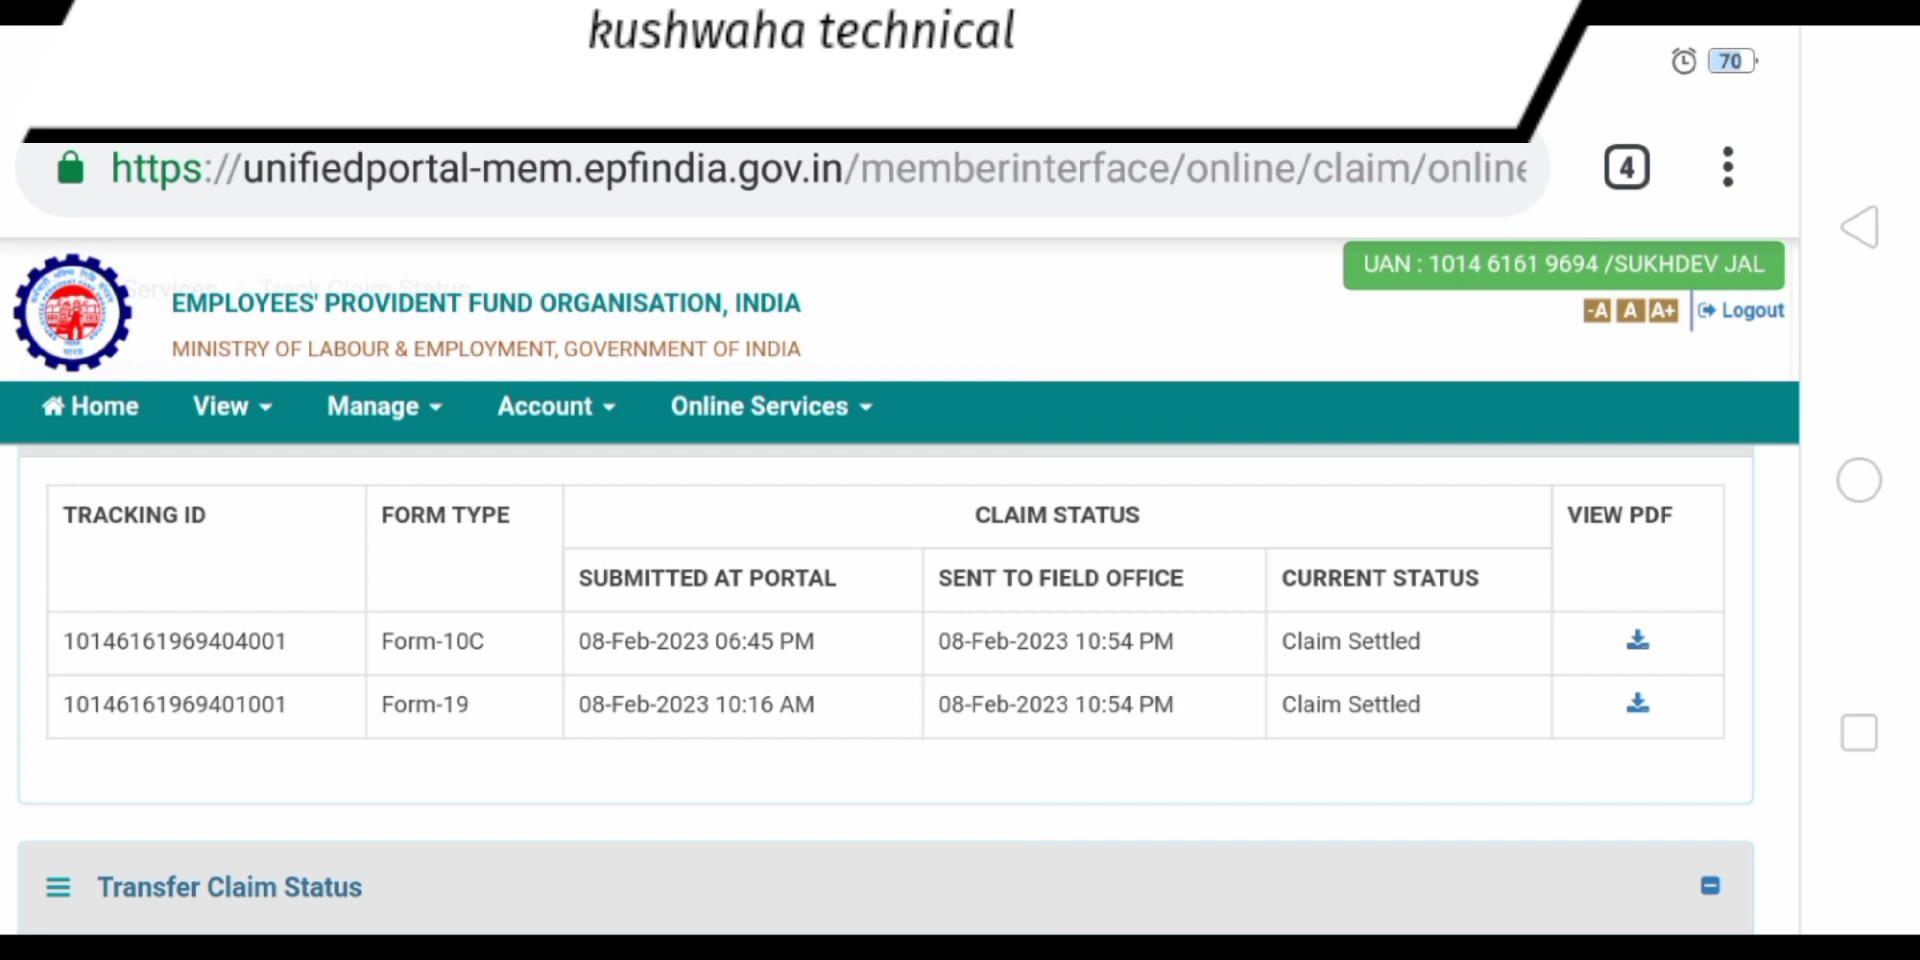 kushwaha technical
70
https://unifiedportal-mem.epfindia.gov.in/memberinterface/online/claim/online
4
UAN : 1014 6161 9694 /SUKHDEV JAL
Services / Track Claim Status
EMPLOYEES' PROVIDENT FUND ORGANISATION, INDIA
-A A A+ Logout
MINISTRY OF LABOUR & EMPLOYMENT, GOVERNMENT OF INDIA
Home View Manage Account Online Services
TRACKING ID FORM TYPE CLAIM STATUS VIEW PDF
SUBMITTED AT PORTAL SENT TO FIELD OFFICE CURRENT STATUS
10146161969404001 Form-10C 08-Feb-2023 06:45 PM 08-Feb-2023 10:54 PM Claim Settled
10146161969401001 Form-19 08-Feb-2023 10:16 AM 08-Feb-2023 10:54 PM Claim Settled
Transfer Claim Status